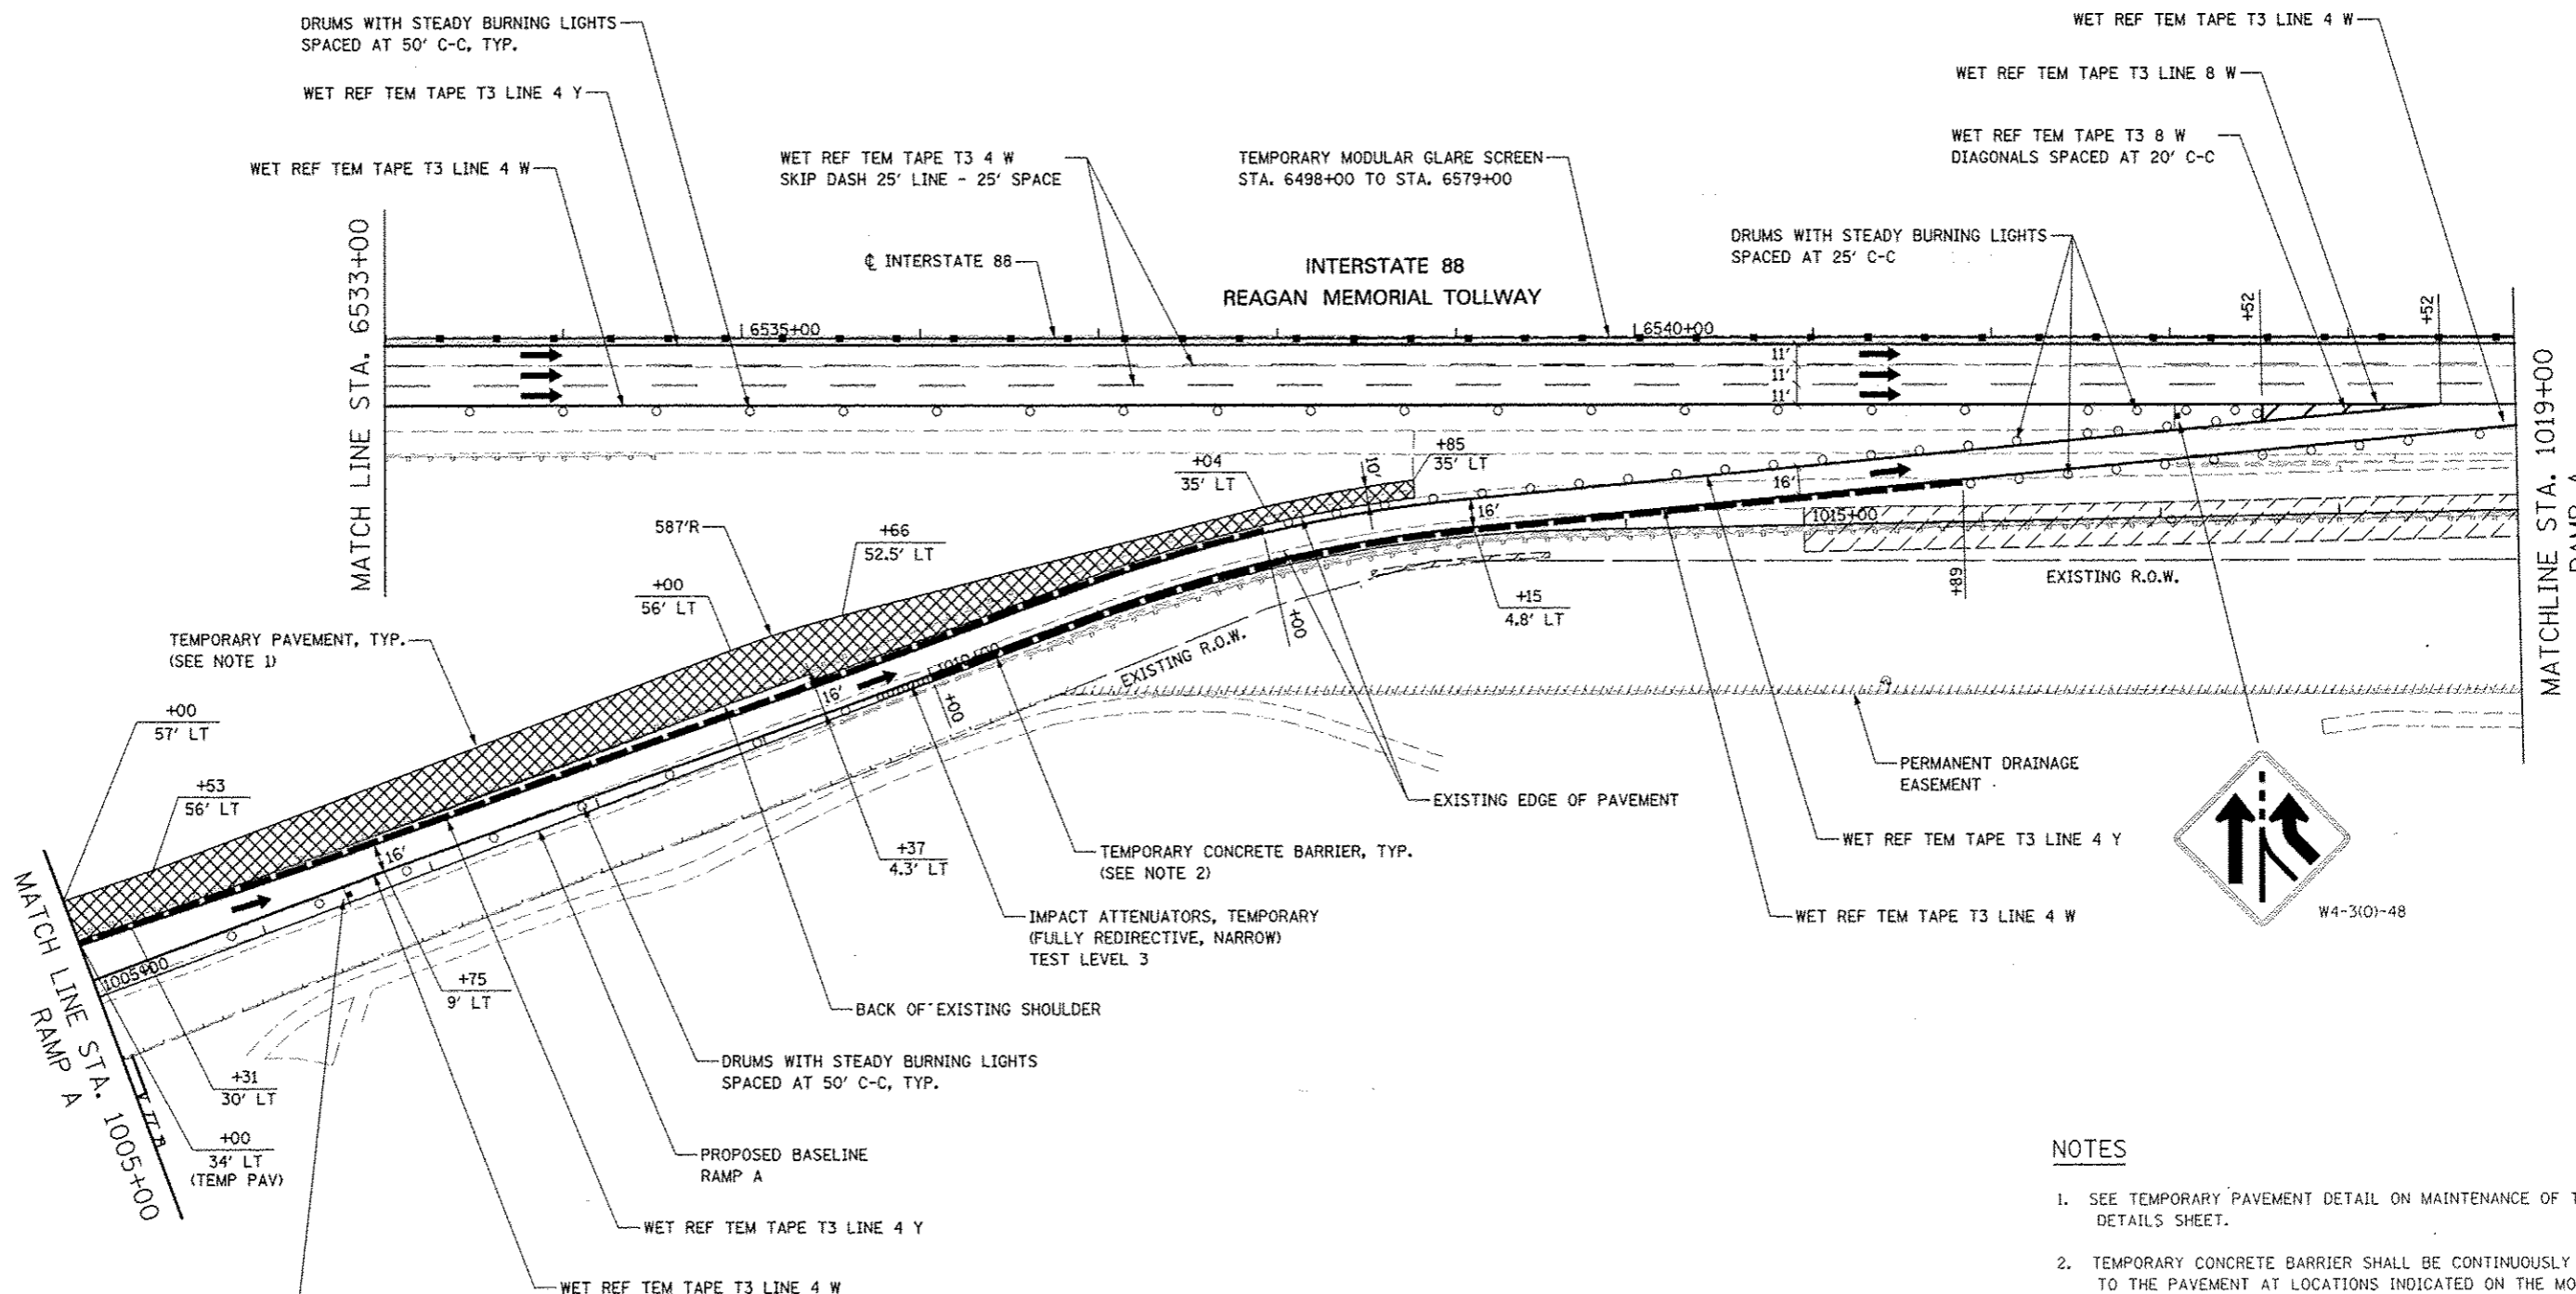 DRUMS WITH STEADY BURNING LIGHTS
SPACED AT 50' C-C, TYP.
WET REF TEM TAPE T3 LINE 4 Y
WET REF TEM TAPE T3 LINE 4 W
WET REF TEM TAPE T3 4 W
SKIP DASH 25' LINE - 25' SPACE
℄ INTERSTATE 88
TEMPORARY MODULAR GLARE SCREEN
STA. 6498+00 TO STA. 6579+00
INTERSTATE 88
REAGAN MEMORIAL TOLLWAY
WET REF TEM TAPE T3 LINE 4 W
WET REF TEM TAPE T3 LINE 8 W
WET REF TEM TAPE T3 8 W
DIAGONALS SPACED AT 20' C-C
DRUMS WITH STEADY BURNING LIGHTS
SPACED AT 25' C-C
+52
+52
MATCH LINE STA. 6533+00
6535+00
6540+00
11'
11'
11'
MATCHLINE STA. 1019+00
RAMP A
+85
35' LT
+04
35' LT
10'
16'
16'
1015+00
+89
EXISTING R.O.W.
587'R
+66
52.5' LT
+00
56' LT
+15
4.8' LT
+00
TEMPORARY PAVEMENT, TYP.
(SEE NOTE 1)
16'
1010+00
+00
EXISTING R.O.W.
+00
57' LT
+53
56' LT
PERMANENT DRAINAGE
EASEMENT
EXISTING EDGE OF PAVEMENT
WET REF TEM TAPE T3 LINE 4 Y
16'
+37
4.3' LT
TEMPORARY CONCRETE BARRIER, TYP.
(SEE NOTE 2)
WET REF TEM TAPE T3 LINE 4 W
W4-3(O)-48
IMPACT ATTENUATORS, TEMPORARY
(FULLY REDIRECTIVE, NARROW)
TEST LEVEL 3
1005+00
+75
9' LT
BACK OF EXISTING SHOULDER
MATCH LINE STA. 1005+00
RAMP A
+31
30' LT
DRUMS WITH STEADY BURNING LIGHTS
SPACED AT 50' C-C, TYP.
+00
34' LT
(TEMP PAV)
PROPOSED BASELINE
RAMP A
WET REF TEM TAPE T3 LINE 4 Y
WET REF TEM TAPE T3 LINE 4 W
NOTES
1. SEE TEMPORARY PAVEMENT DETAIL ON MAINTENANCE OF
DETAILS SHEET.
2. TEMPORARY CONCRETE BARRIER SHALL BE CONTINUOUSLY
TO THE PAVEMENT AT LOCATIONS INDICATED ON THE